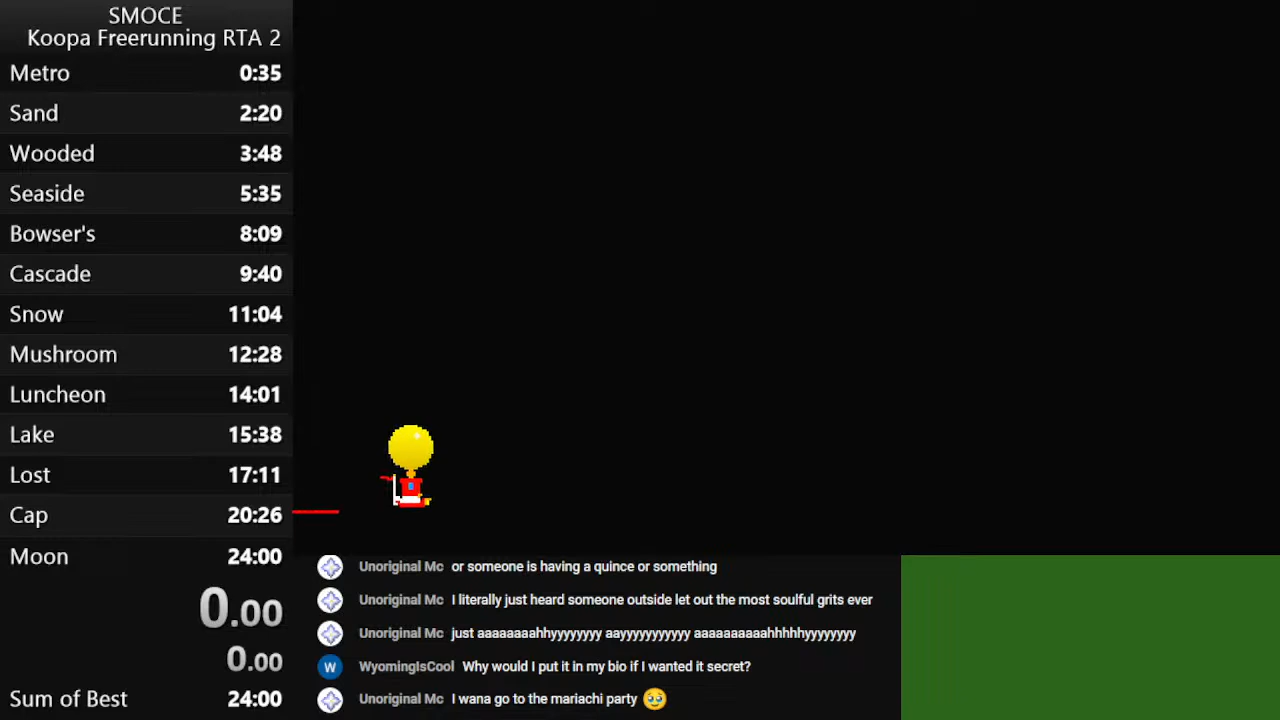 SMOCE
Koopa Freerunning RTA 2
Metro 0:35
Sand 2:20
Wooded 3:48
Seaside 5:35
Bowser's 8:09
Cascade 9:40
Snow 11:04
Mushroom 12:28
Luncheon 14:01
Lake 15:38
Lost 17:11
Cap 20:26
Moon 24:00
0.00
0.00
Sum of Best 24:00
Unoriginal Mc or someone is having a quince or something
Unoriginal Mc I literally just heard someone outside let out the most soulful grits ever
Unoriginal Mc just aaaaaaaahhyyyyyyyy aayyyyyyyyyyy aaaaaaaaaahhhhhyyyyyyyy
W WyomingIsCool Why would I put it in my bio if I wanted it secret?
Unoriginal Mc I wana go to the mariachi party 🥹